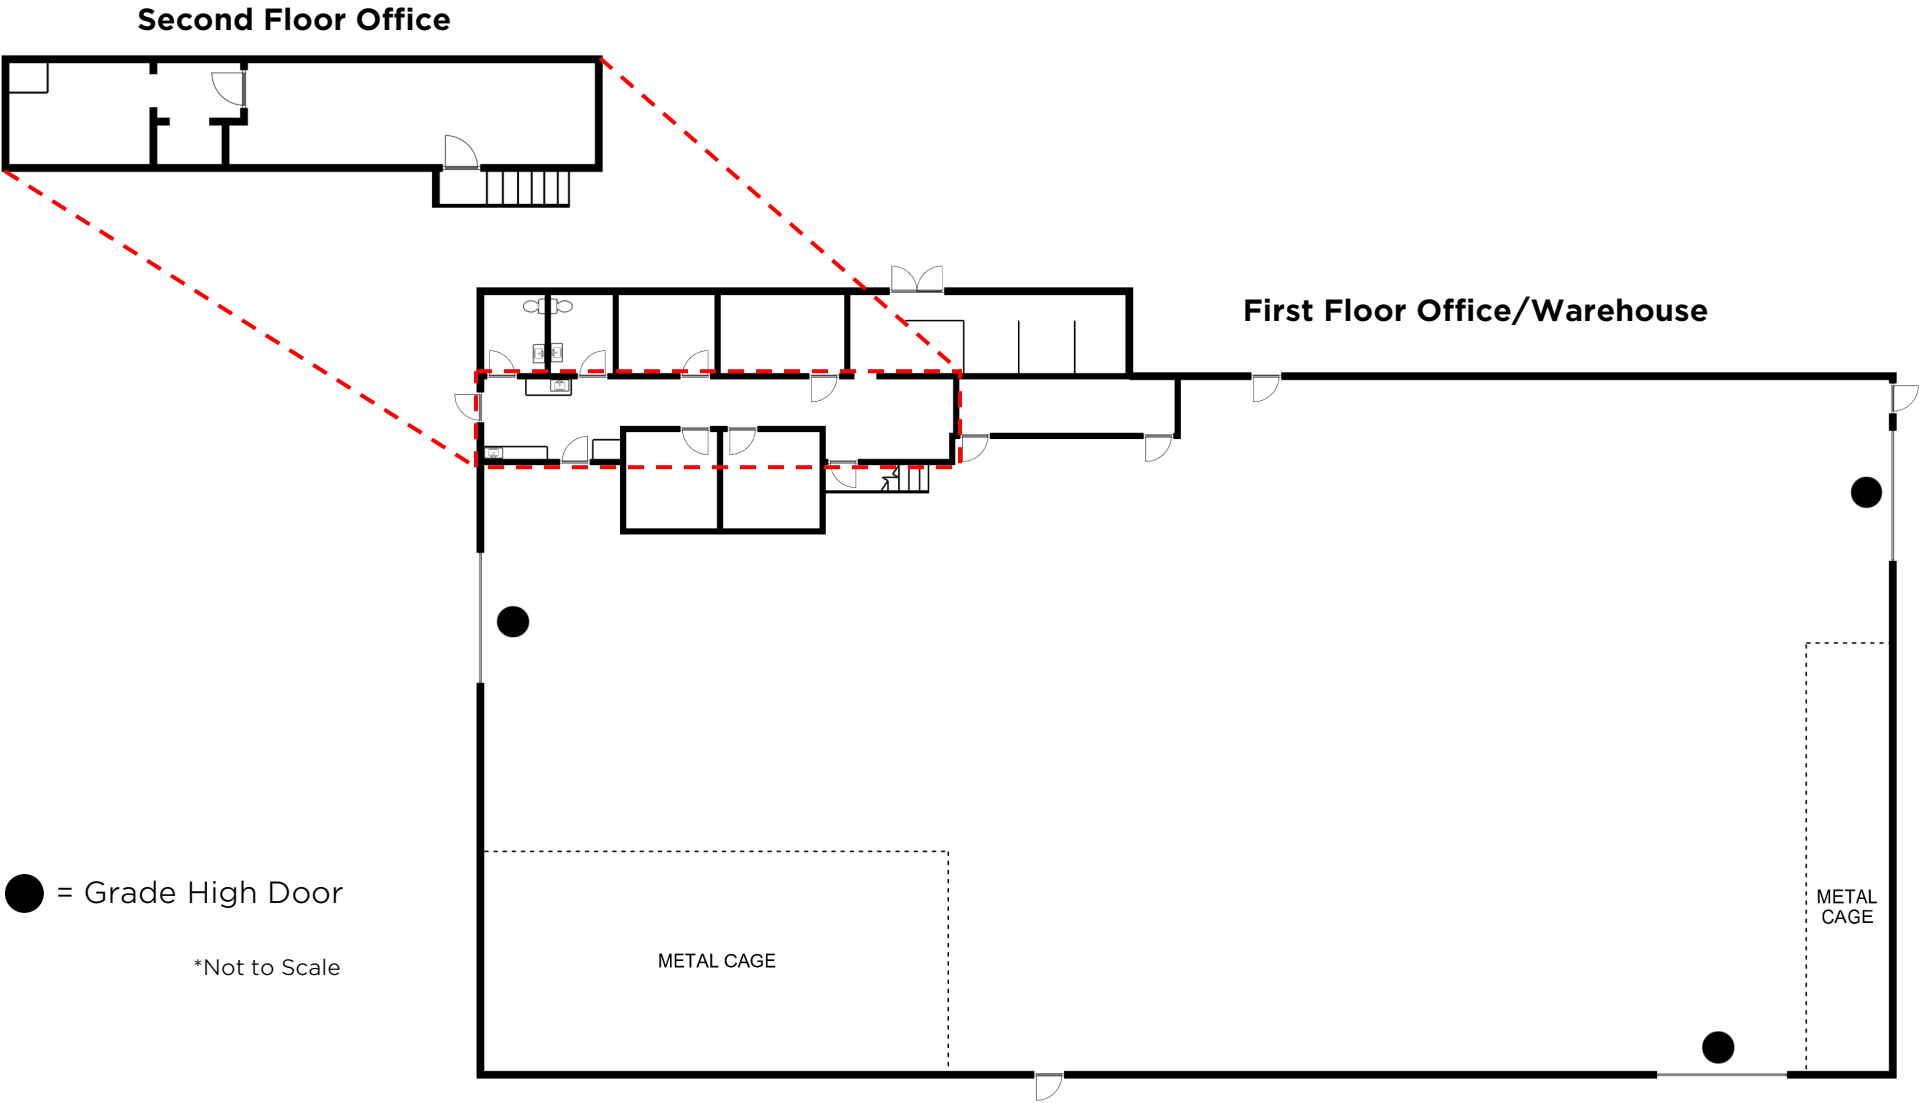 Second Floor Office
First Floor Office/Warehouse
= Grade High Door
METAL
CAGE
METAL CAGE
*Not to Scale